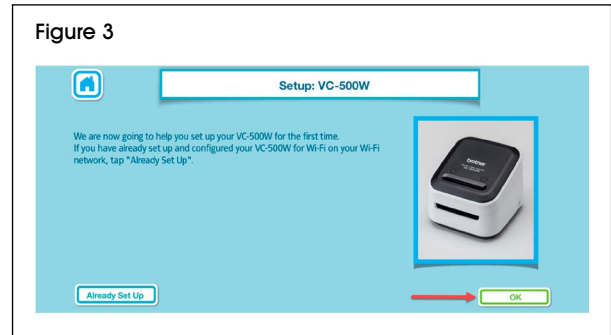 Figure 3
Setup: VC-500W
We are now going to help you set up your VC-500W for the first time.
If you have already set up and configured your VC-500W for Wi-Fi on your Wi-Fi
network, tap "Already Set Up".
brother
Already Set Up
OK